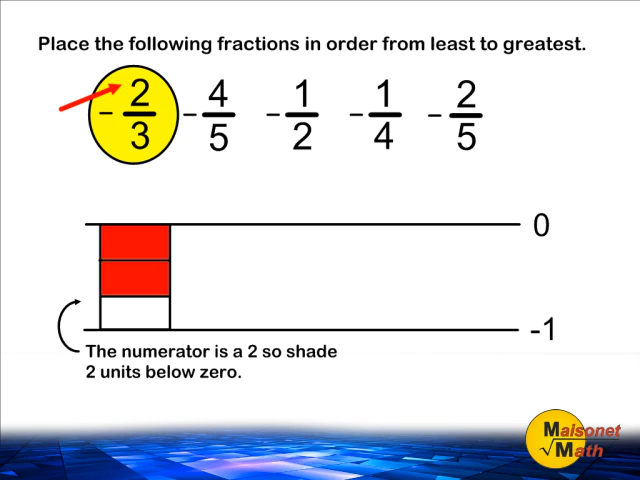 Place the following fractions in order from least to greatest.
- 2/3 - 4/5 - 1/2 - 1/4 - 2/5
0
-1
The numerator is a 2 so shade
2 units below zero.
Maisonet
√Math